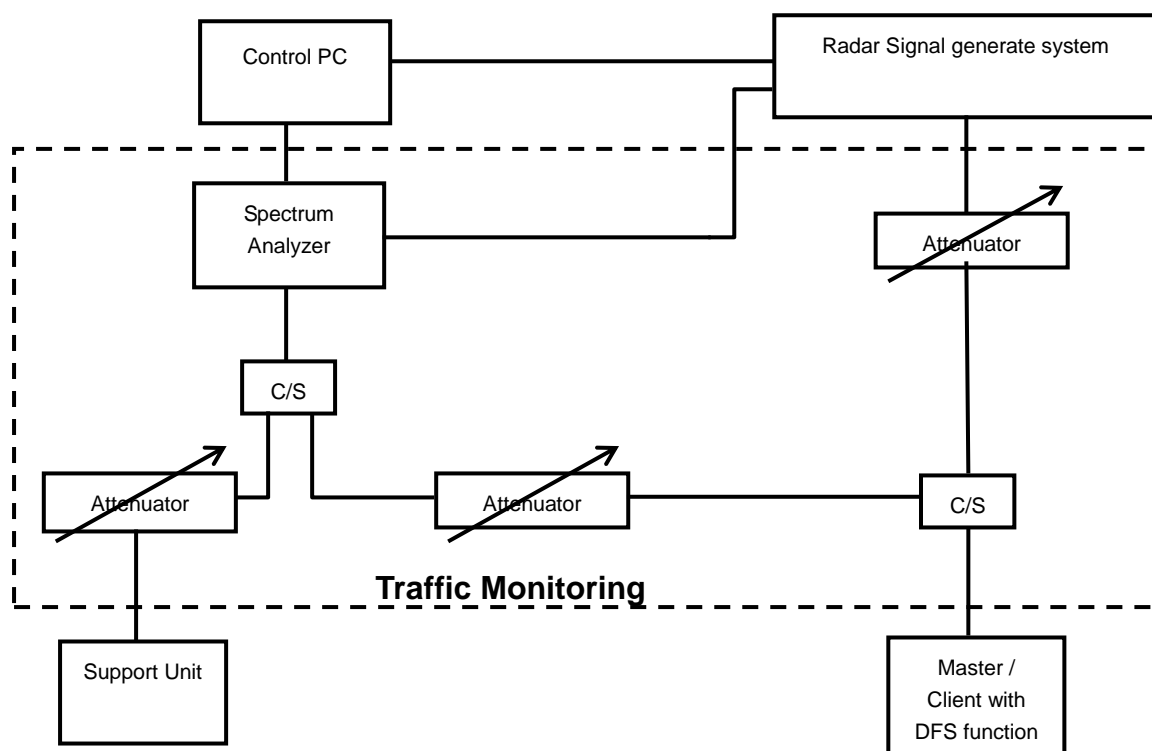 Control PC
Radar Signal generate system
Spectrum
Analyzer
Attenuator
C/S
Attenuator
Attenuator
C/S
Traffic Monitoring
Support Unit
Master /
Client with
DFS function